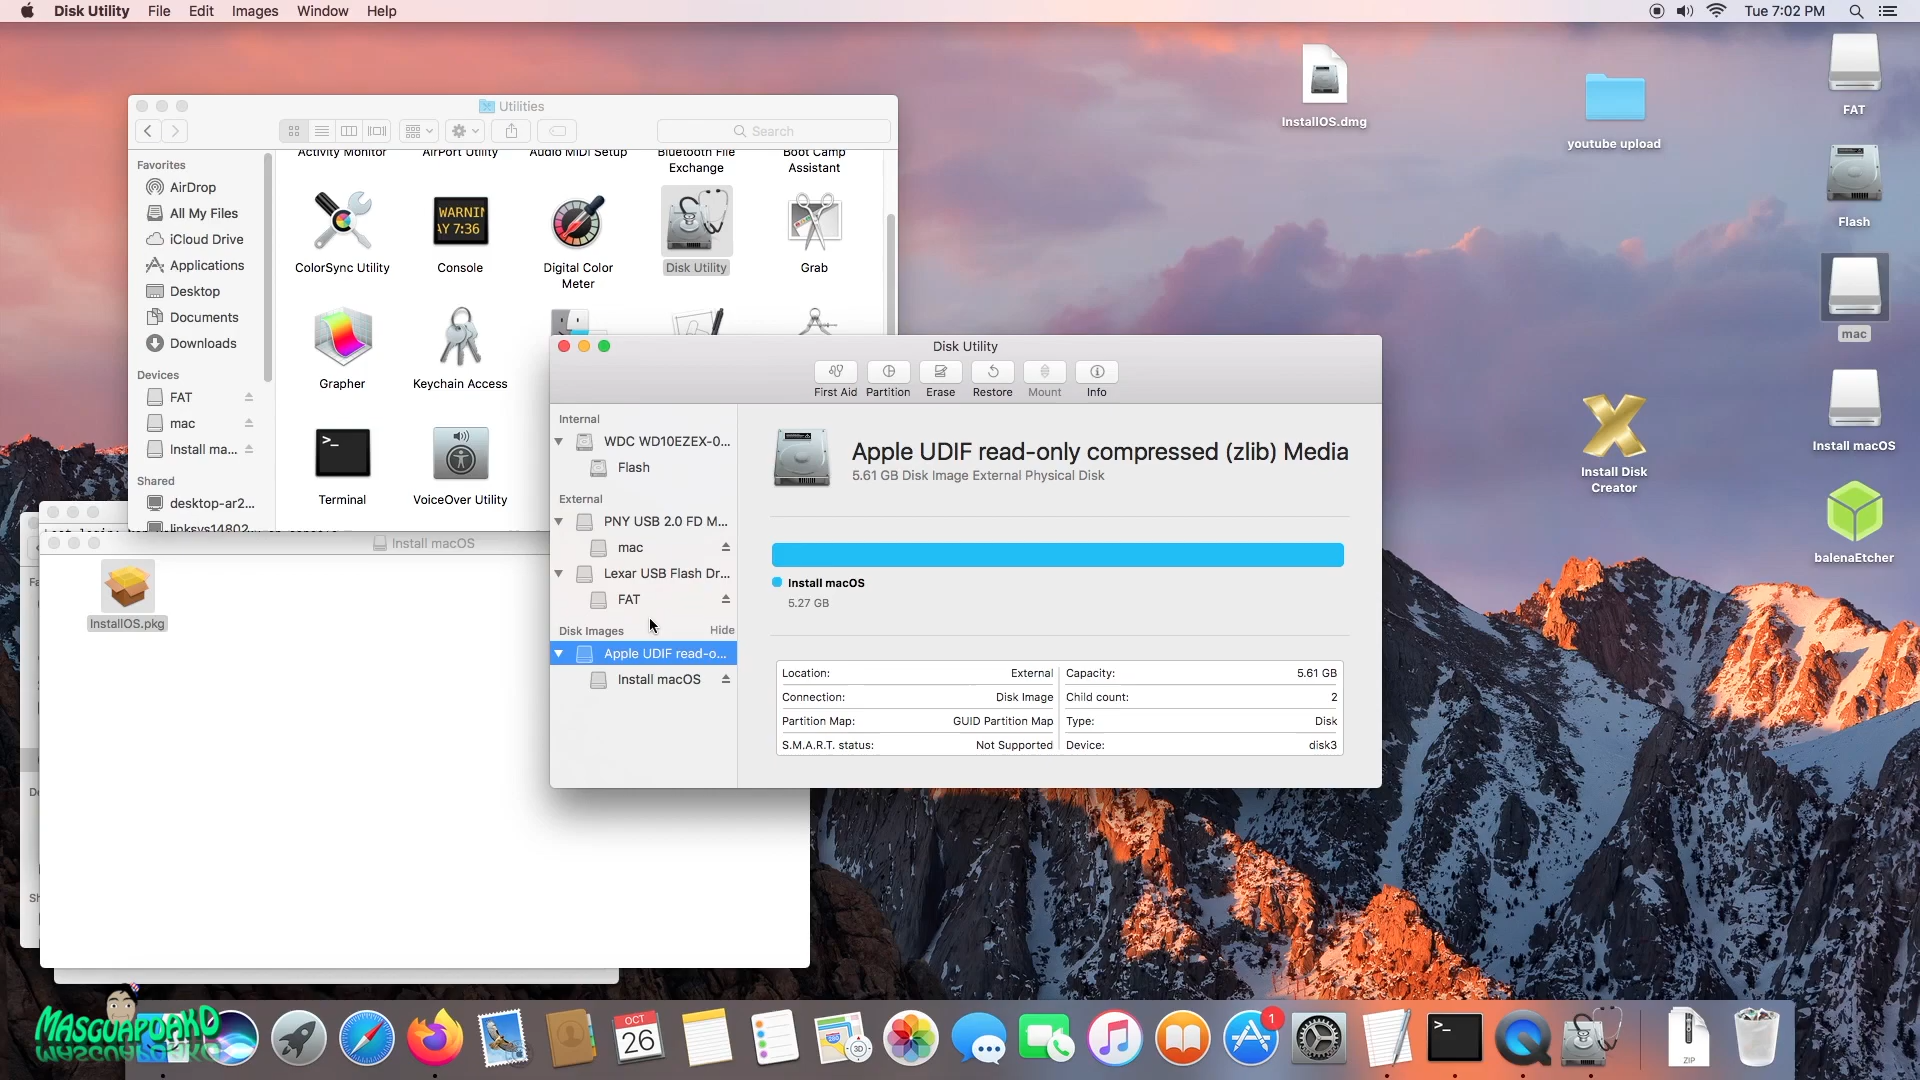 Disk Utility File Edit Images Window Help
Tue 7:02 PM
InstallOS.dmg
youtube upload
FAT
Flash
mac
Install macOS
Install Disk
Creator
balenaEtcher
Utilities
Search
Favorites
AirDrop
All My Files
iCloud Drive
Applications
Desktop
Documents
Downloads
Devices
FAT
mac
Install ma...
Shared
desktop-ar2...
linksys14802...
Activity Monitor
AirPort Utility
Audio MIDI Setup
Bluetooth File
Exchange
Boot Camp
Assistant
WARNIN
AY 7:36
ColorSync Utility
Console
Digital Color
Meter
Disk Utility
Grab
Grapher
Keychain Access
Terminal
VoiceOver Utility
Install macOS
InstallOS.pkg
Disk Utility
First Aid
Partition
Erase
Restore
Mount
Info
Internal
WDC WD10EZEX-0...
Flash
External
PNY USB 2.0 FD M...
mac
Lexar USB Flash Dr...
FAT
Disk Images
Hide
Apple UDIF read-o...
Install macOS
Apple UDIF read-only compressed (zlib) Media
5.61 GB Disk Image External Physical Disk
Install macOS
5.27 GB
Location: External
Capacity: 5.61 GB
Connection: Disk Image
Child count: 2
Partition Map: GUID Partition Map
Type: Disk
S.M.A.R.T. status: Not Supported
Device: disk3
MASGUAPOAKO
OCT
26
280
3D
1
>_
ZIP